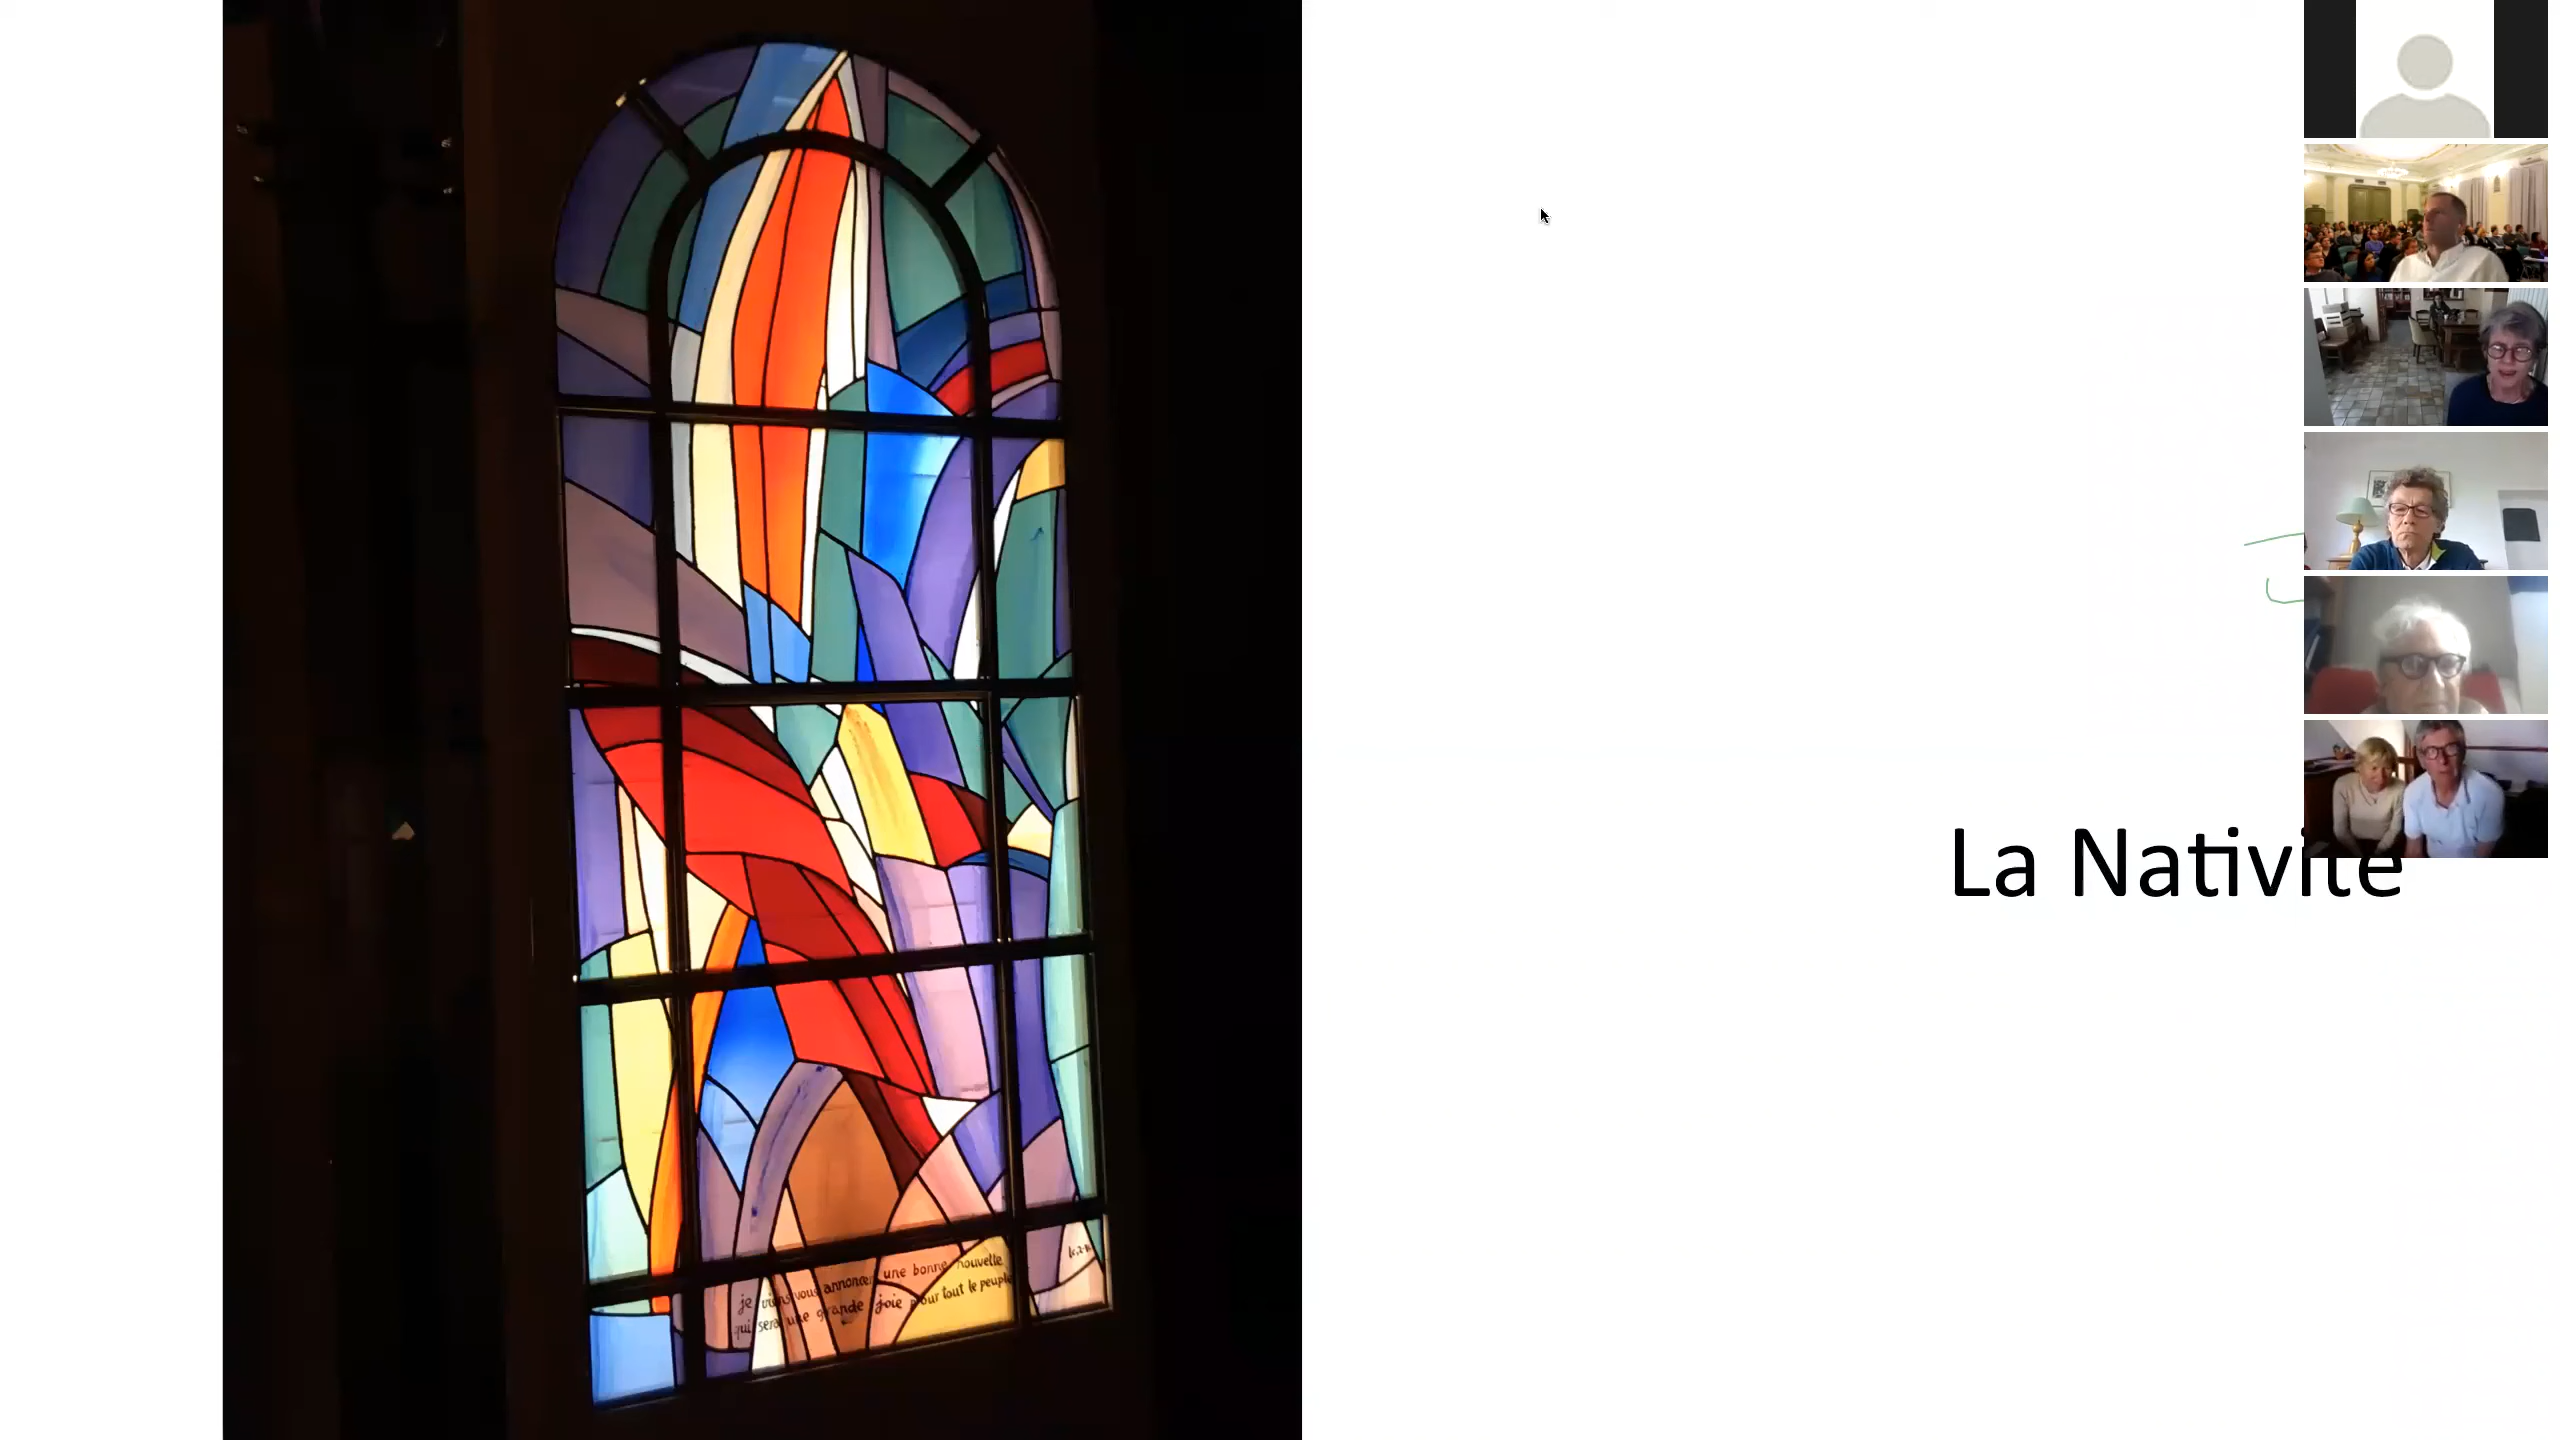 La Nativité
je viens vous annoncer une bonne nouvelle
qui sera une grande joie pour tout le peuple